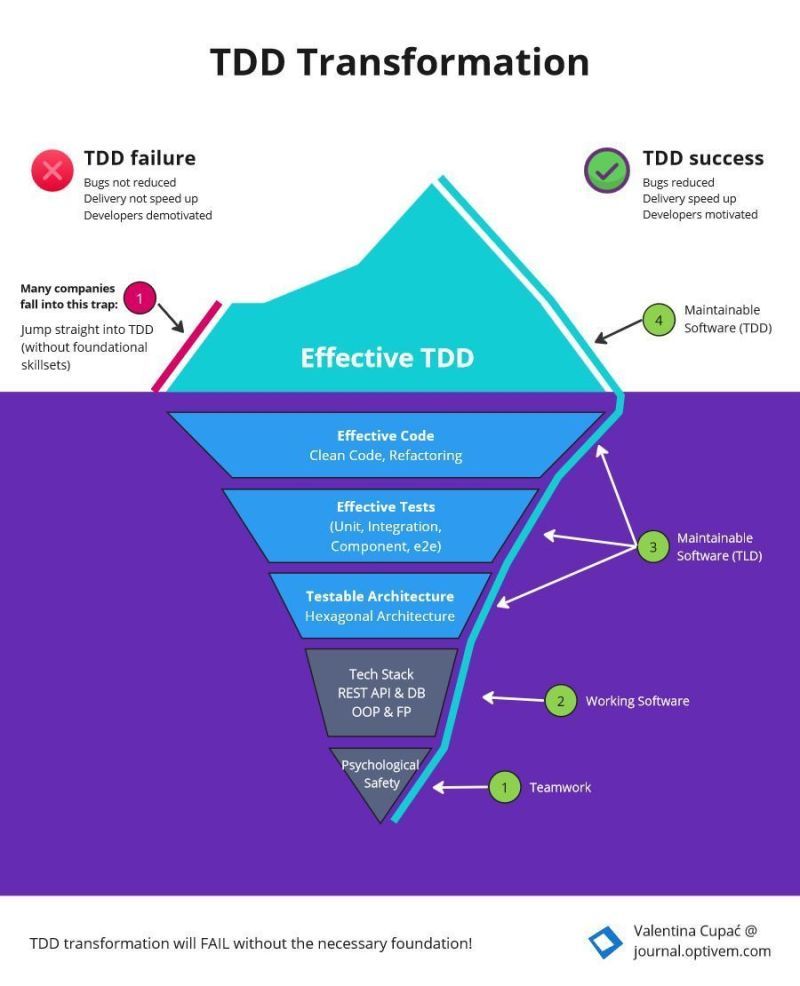 TDD Transformation
TDD failure
Bugs not reduced
Delivery not speed up
Developers demotivated
TDD success
Bugs reduced
Delivery speed up
Developers motivated
Many companies
fall into this trap:
1
Jump straight into TDD
(without foundational
skillsets)
4
Maintainable
Software (TDD)
Effective TDD
Effective Code
Clean Code, Refactoring
Effective Tests
(Unit, Integration,
Component, e2e)
3
Maintainable
Software (TLD)
Testable Architecture
Hexagonal Architecture
Tech Stack
REST API & DB
OOP & FP
2
Working Software
Psychological
Safety
1
Teamwork
TDD transformation will FAIL without the necessary foundation!
Valentina Cupać @
journal.optivem.com